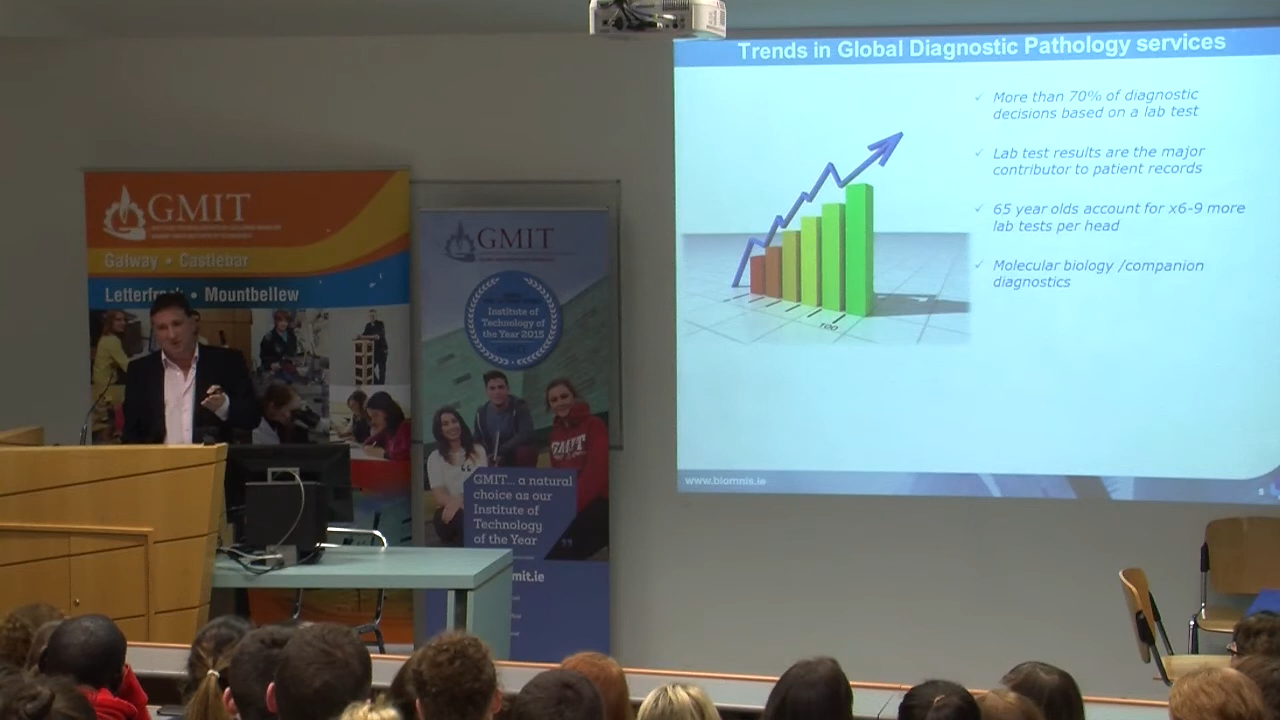 Trends in Global Diagnostic Pathology services
✓ More than 70% of diagnostic
decisions based on a lab test
✓ Lab test results are the major
contributor to patient records
✓ 65 year olds account for x6-9 more
lab tests per head
✓ Molecular biology /companion
diagnostics
100
www.biomnis.ie
GMIT
Galway • Castlebar
• Mountbellew
GMIT
Institute of
Technology of
the Year 2015
GMIT
GMIT... a natural
choice as our
Institute of
Technology
of the Year
mit.ie